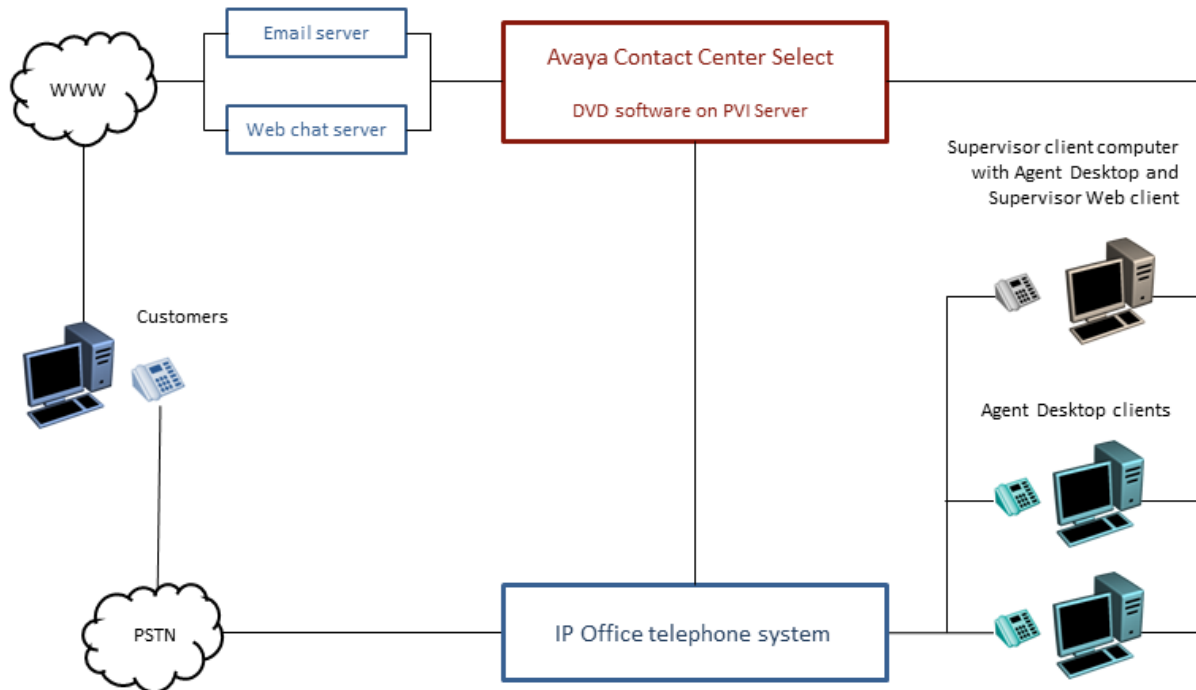 Email server
WWW
Web chat server
Avaya Contact Center Select
DVD software on PVI Server
Supervisor client computer
with Agent Desktop and
Supervisor Web client
Customers
Agent Desktop clients
PSTN
IP Office telephone system